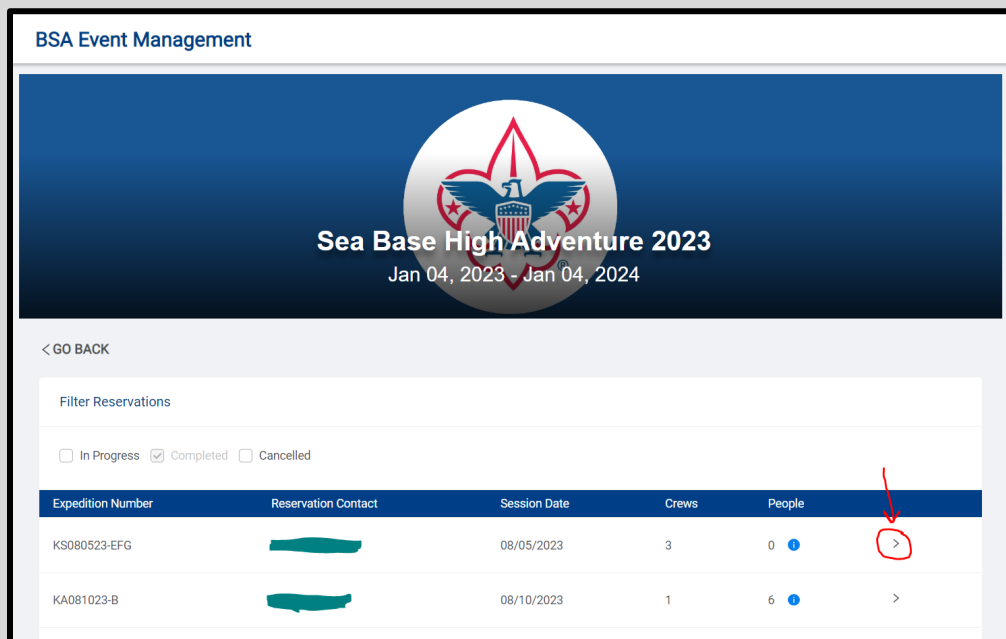 BSA Event Management
Sea Base High Adventure 2023
Jan 04, 2023 - Jan 04, 2024
®
< GO BACK
Filter Reservations
In Progress Completed Cancelled
Expedition Number Reservation Contact Session Date Crews People
KS080523-EFG 08/05/2023 3 0 i >
KA081023-B 08/10/2023 1 6 i >